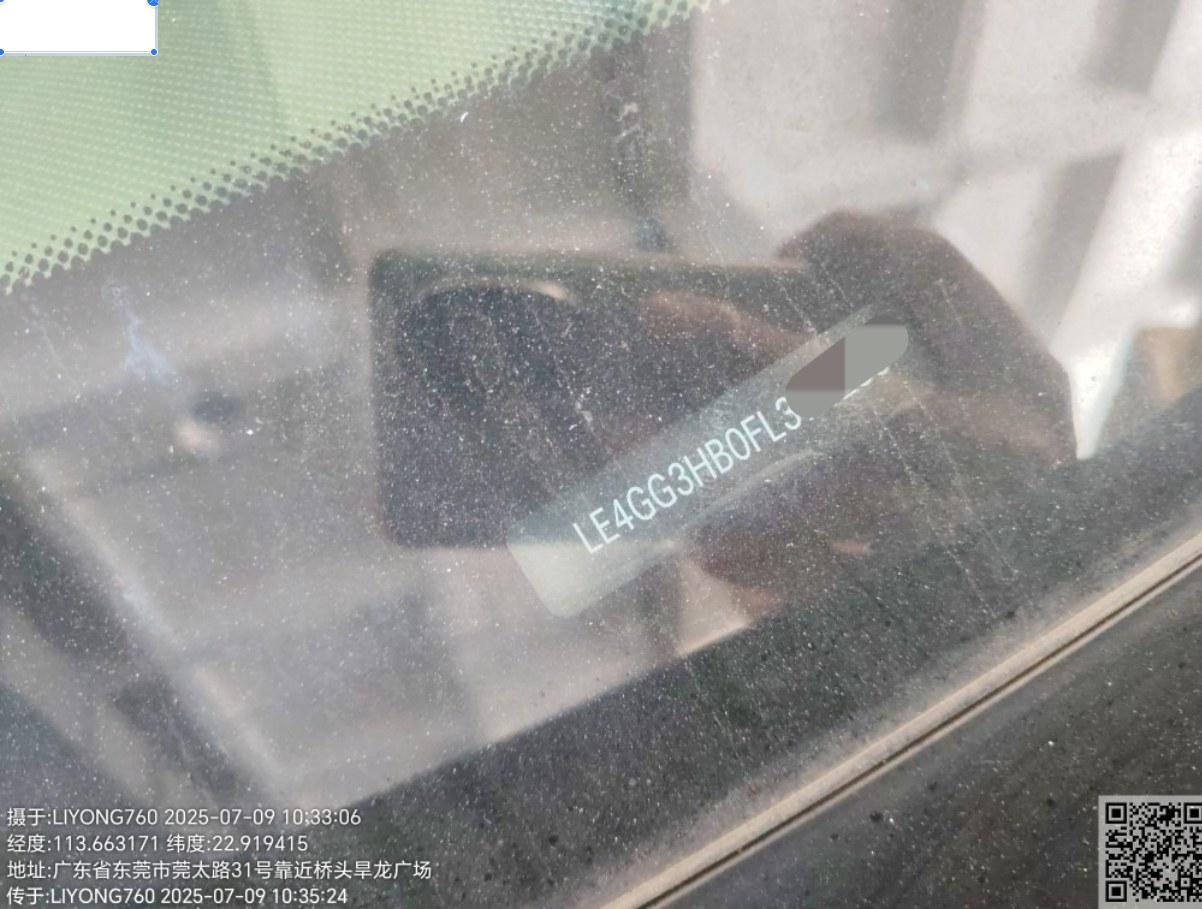 LE4GG3HB0FL3
摄于:LIYONG760 2025-07-09 10:33:06
经度:113.663171 纬度:22.919415
地址:广东省东莞市莞太路31号靠近桥头旱龙广场
传于:LIYONG760 2025-07-09 10:35:24